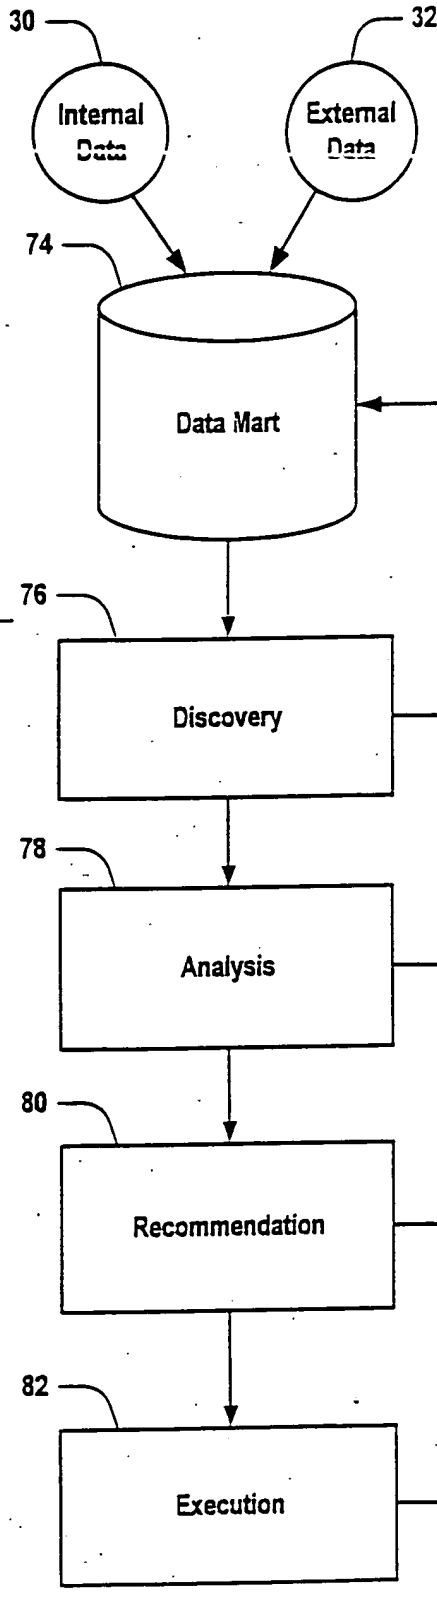 30
32
Internal
Data
External
Data
74
Data Mart
76
Discovery
78
Analysis
80
Recommendation
82
Execution